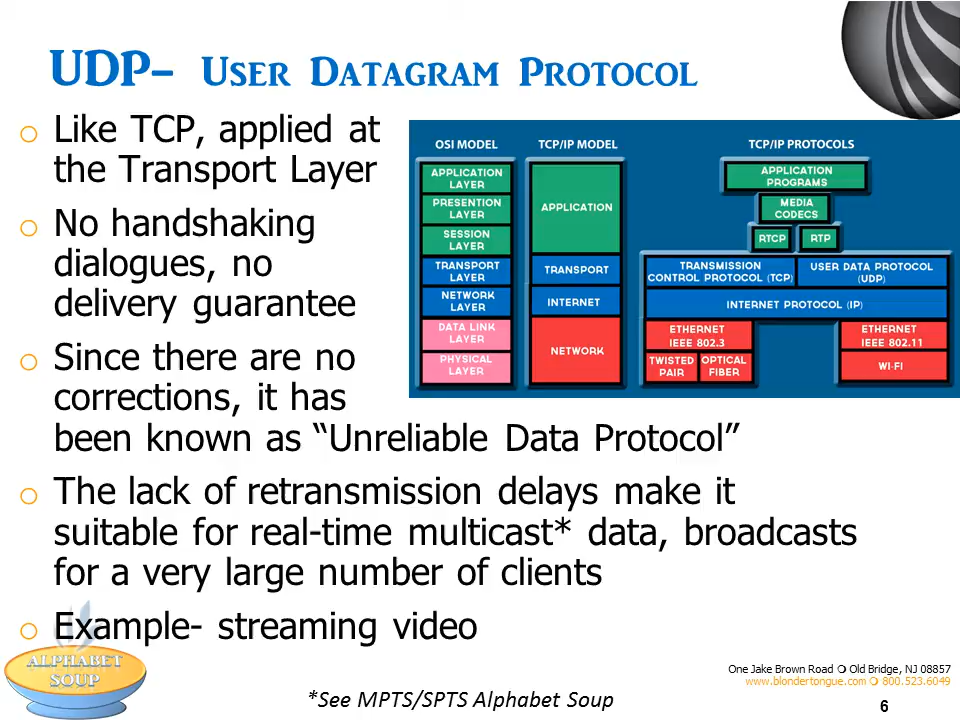 UDP– User Datagram Protocol
o Like TCP, applied at
the Transport Layer
o No handshaking
dialogues, no
delivery guarantee
o Since there are no
corrections, it has
been known as “Unreliable Data Protocol”
o The lack of retransmission delays make it
suitable for real-time multicast* data, broadcasts
for a very large number of clients
o Example- streaming video
OSI MODEL
APPLICATION
LAYER
PRESENTION
LAYER
SESSION
LAYER
TRANSPORT
LAYER
NETWORK
LAYER
DATA LINK
LAYER
PHYSICAL
LAYER
TCP/IP MODEL
APPLICATION
TRANSPORT
INTERNET
NETWORK
TCP/IP PROTOCOLS
APPLICATION
PROGRAMS
MEDIA
CODECS
RTCP
RTP
TRANSMISSION
CONTROL PROTOCOL (TCP)
USER DATA PROTOCOL
(UDP)
INTERNET PROTOCOL (IP)
ETHERNET
IEEE 802.3
ETHERNET
IEEE 802.11
TWISTED
PAIR
OPTICAL
FIBER
WI-FI
ALPHABET
SOUP
*See MPTS/SPTS Alphabet Soup
One Jake Brown Road ❍ Old Bridge, NJ 08857
www.blondertongue.com ❍ 800.523.6049
6